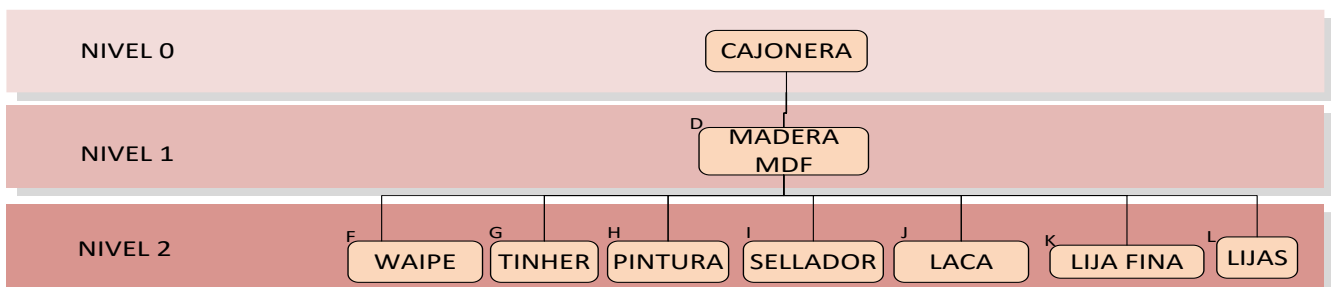 NIVEL 0
CAJONERA
NIVEL 1
D
MADERA
MDF
NIVEL 2
F
WAIPE
G
TINHER
H
PINTURA
I
SELLADOR
J
LACA
K
LIJA FINA
L
LIJAS